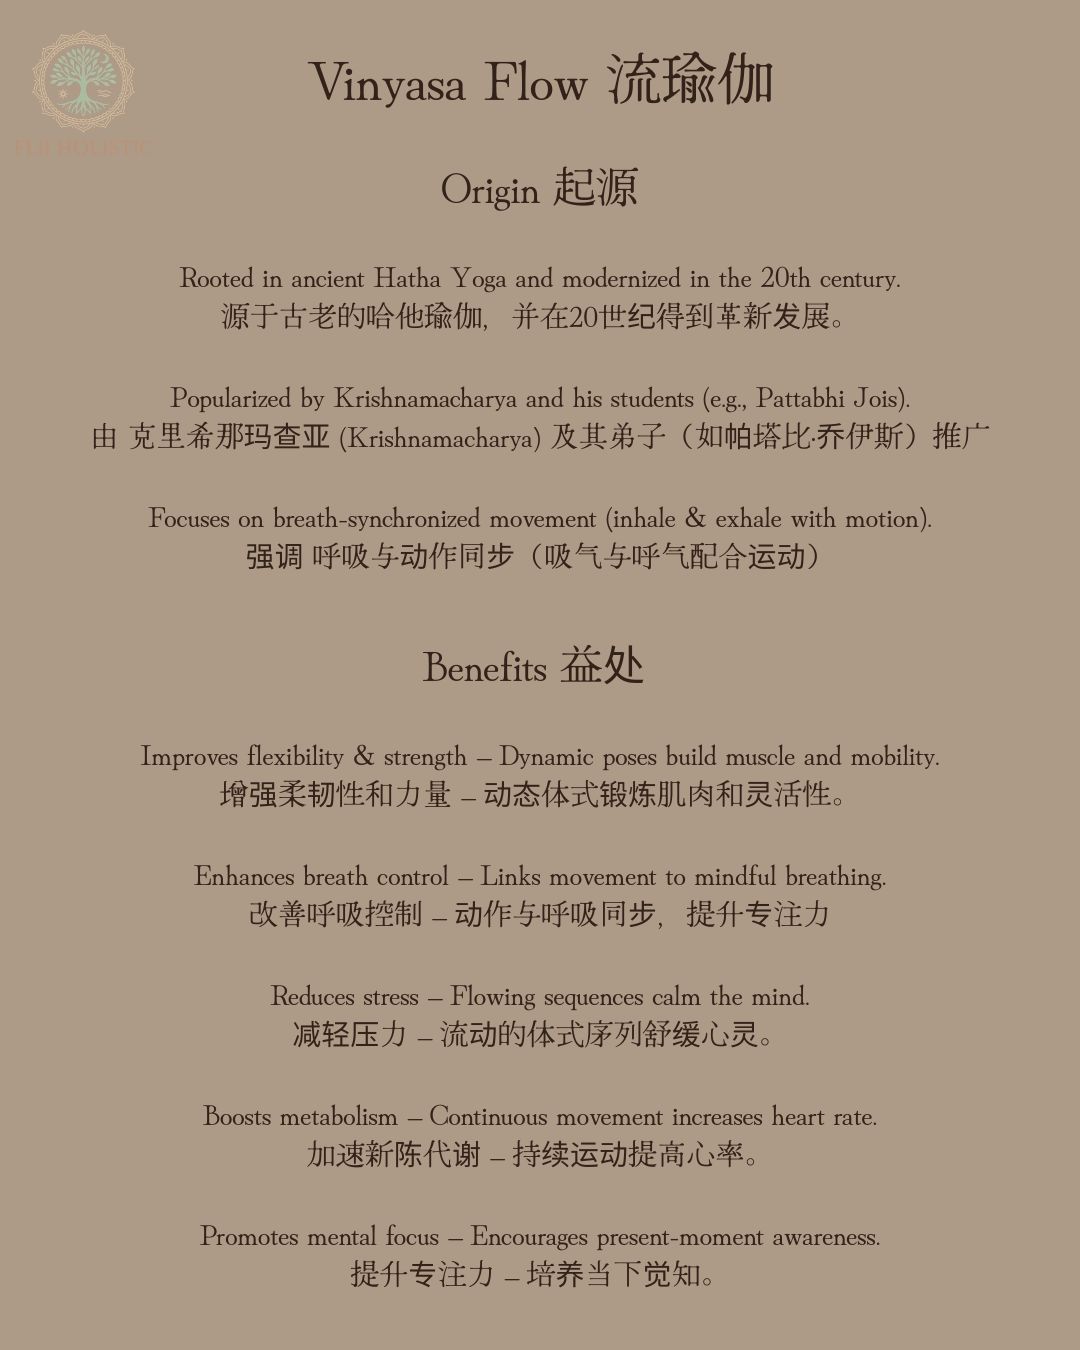 FLII HOLISTIC
Vinyasa Flow 流瑜伽
Origin 起源
Rooted in ancient Hatha Yoga and modernized in the 20th century.
源于古老的哈他瑜伽，并在20世纪得到革新发展。
Popularized by Krishnamacharya and his students (e.g., Pattabhi Jois).
由 克里希那玛查亚 (Krishnamacharya) 及其弟子（如帕塔比·乔伊斯）推广
Focuses on breath-synchronized movement (inhale & exhale with motion).
强调 呼吸与动作同步（吸气与呼气配合运动）
Benefits 益处
Improves flexibility & strength – Dynamic poses build muscle and mobility.
增强柔韧性和力量 – 动态体式锻炼肌肉和灵活性。
Enhances breath control – Links movement to mindful breathing.
改善呼吸控制 – 动作与呼吸同步，提升专注力
Reduces stress – Flowing sequences calm the mind.
减轻压力 – 流动的体式序列舒缓心灵。
Boosts metabolism – Continuous movement increases heart rate.
加速新陈代谢 – 持续运动提高心率。
Promotes mental focus – Encourages present-moment awareness.
提升专注力 – 培养当下觉知。